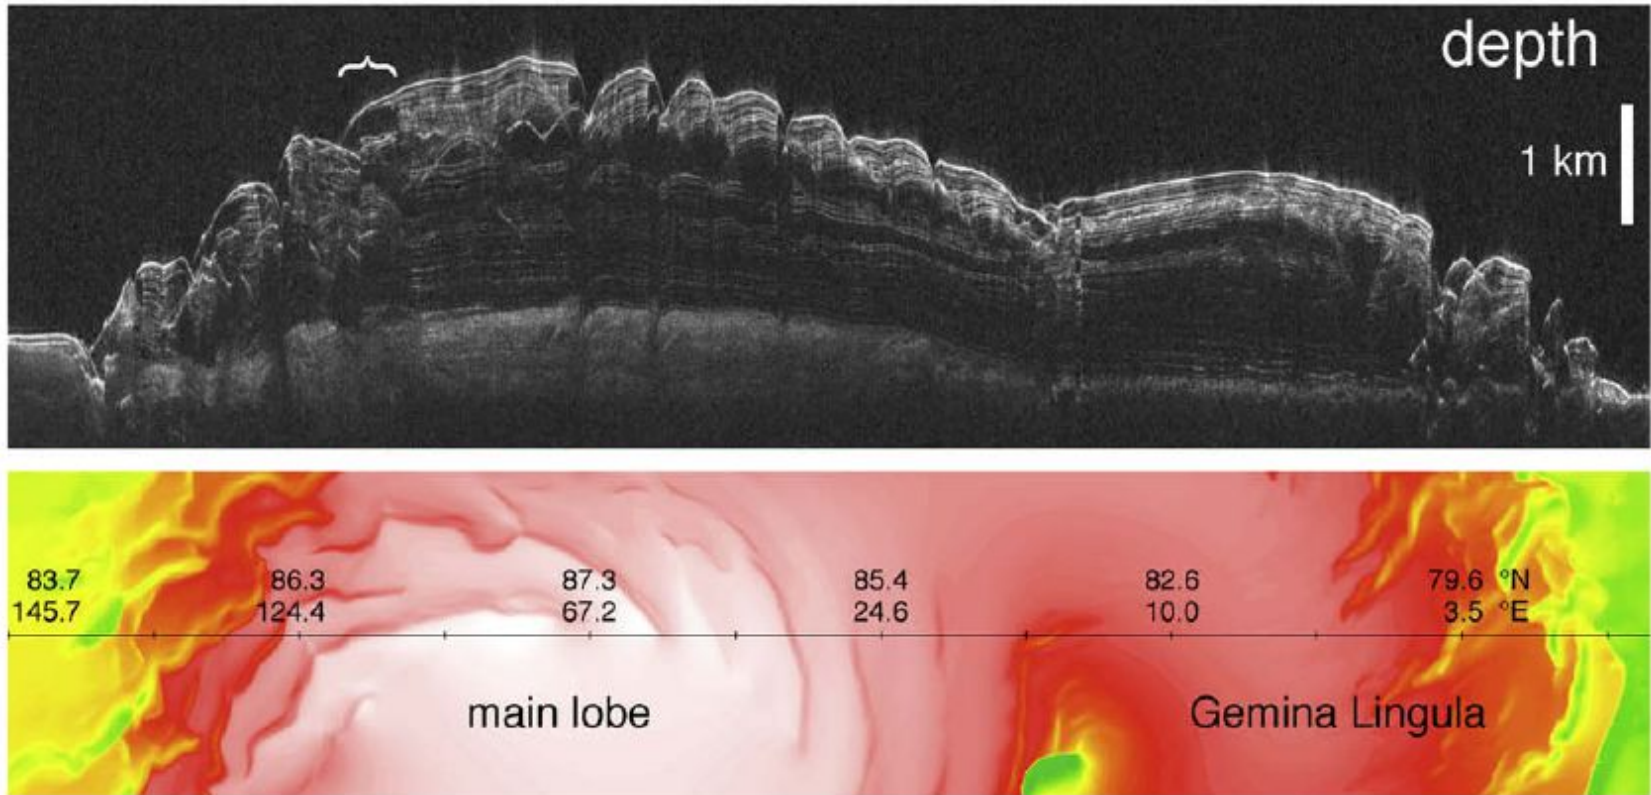 depth
1 km
83.7 86.3 87.3 85.4 82.6 79.6 °N
145.7 124.4 67.2 24.6 10.0 3.5 °E
main lobe Gemina Lingula